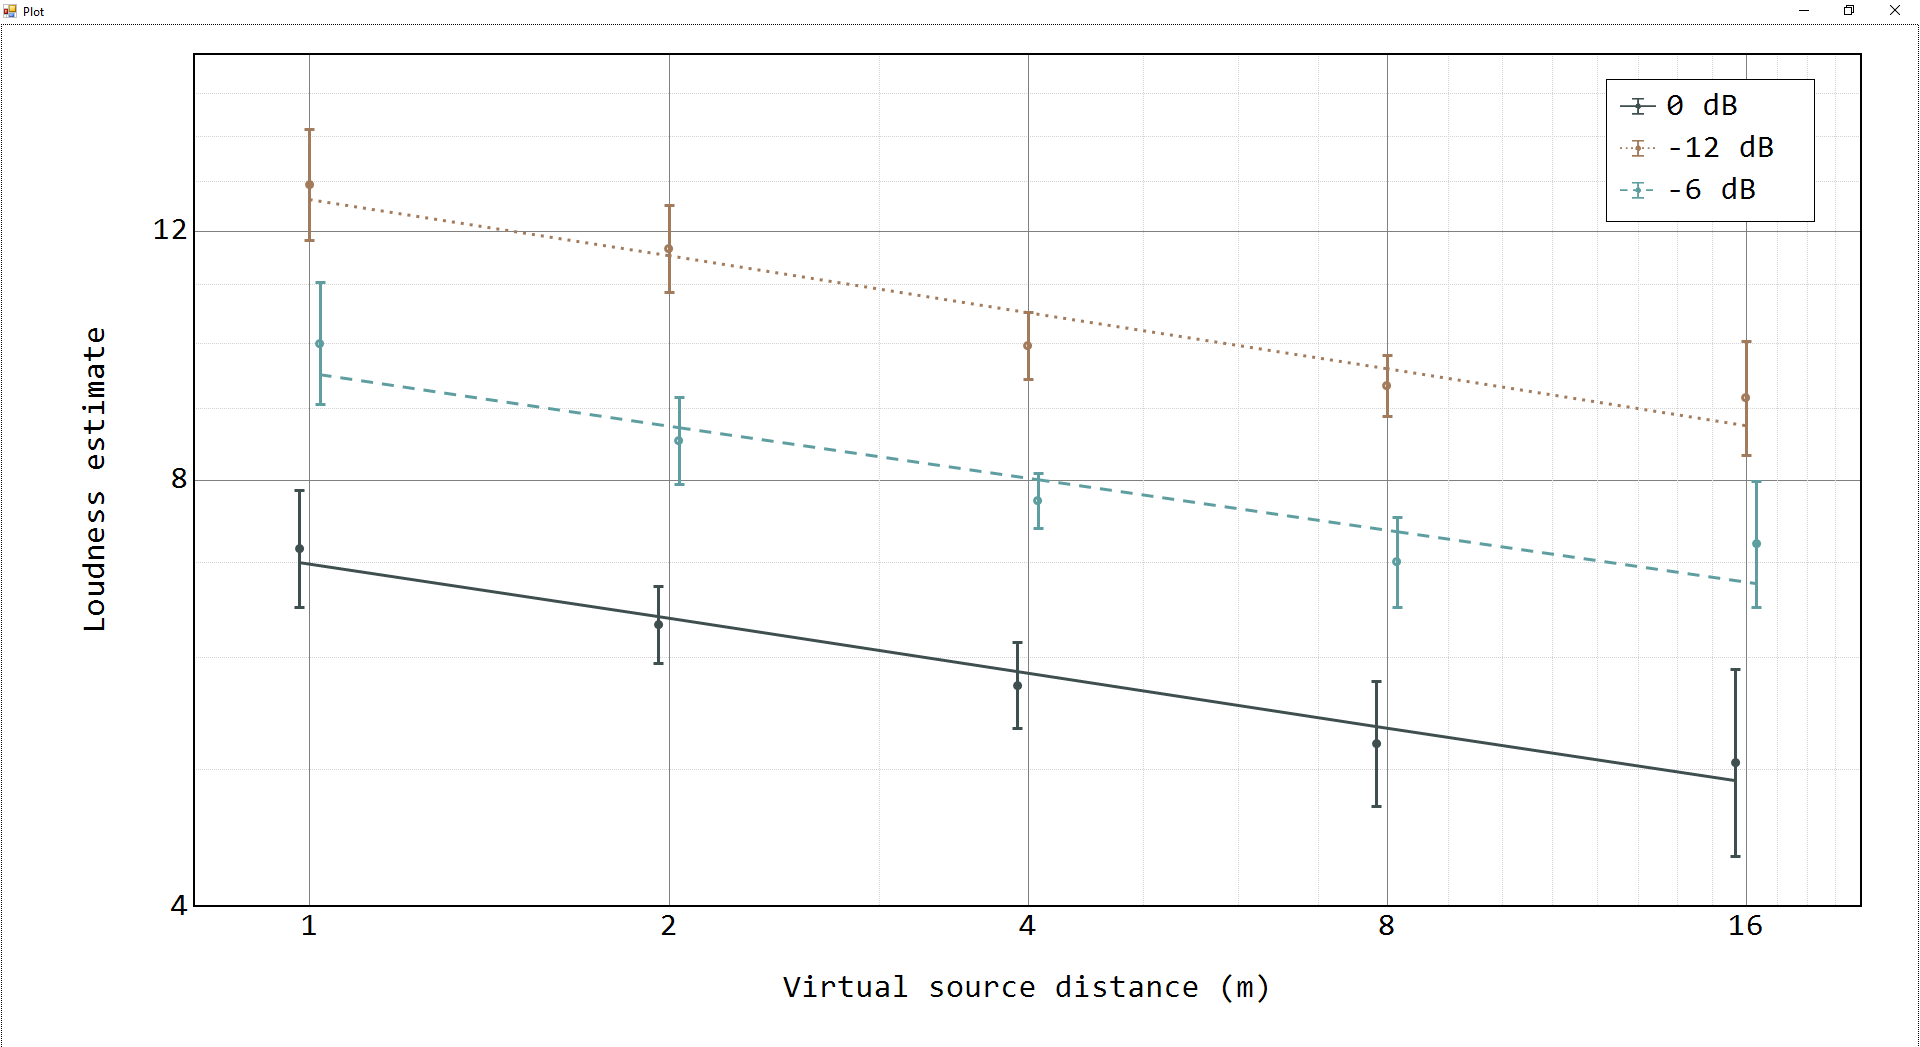 Plot
0 dB
-12 dB
-6 dB
12
8
4
Loudness estimate
1 2 4 8 16
Virtual source distance (m)